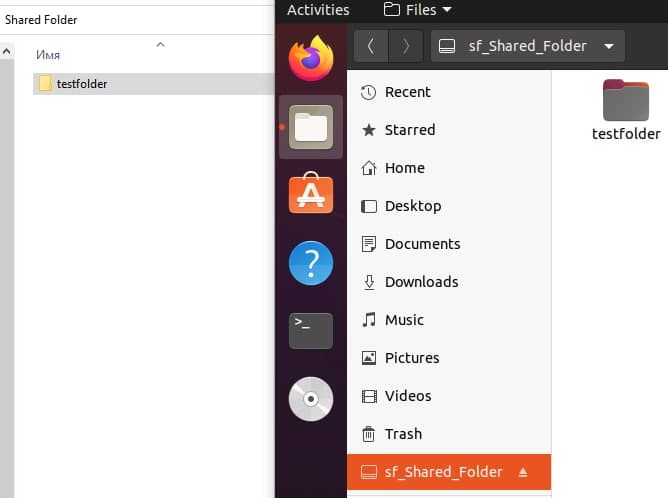 Shared Folder
Имя
testfolder
Activities
Files
sf_Shared_Folder
Recent
Starred
Home
Desktop
Documents
Downloads
Music
Pictures
Videos
Trash
sf_Shared_Folder
testfolder